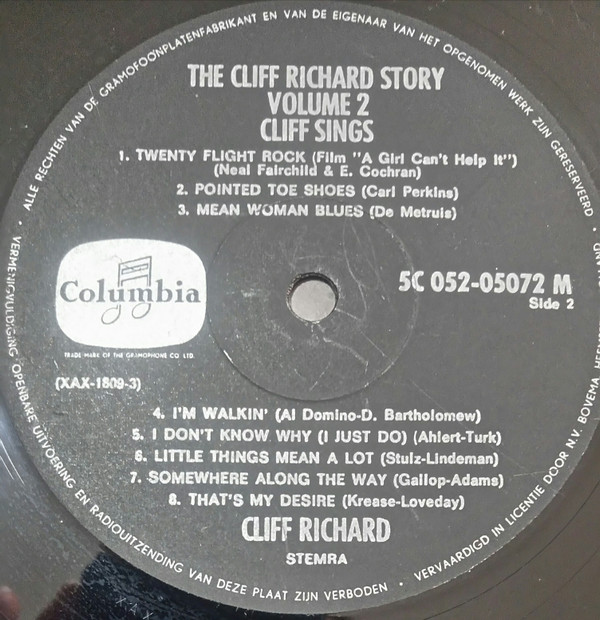 ALLE RECHTEN VAN DE GRAMOFOONPLATENFABRIKANT EN VAN DE EIGENAAR VAN HET OPGENOMEN WERK ZIJN GERESERVEERD •
THE CLIFF RICHARD STORY
VOLUME 2
CLIFF SINGS
1. TWENTY FLIGHT ROCK (Film "A Girl Can't Help It")
(Neal Fairchild & E. Cochran)
2. POINTED TOE SHOES (Carl Perkins)
3. MEAN WOMAN BLUES (De Metruis)
Columbia
TRADE MARK OF THE GRAMOPHONE CO LTD.
5C 052-05072 M
Side 2
(XAX-1809-3)
4. I'M WALKIN' (Al Domino-D. Bartholomew)
5. I DON'T KNOW WHY (I JUST DO) (Ahlert-Turk)
6. LITTLE THINGS MEAN A LOT (Stulz-Lindeman)
7. SOMEWHERE ALONG THE WAY (Gallop-Adams)
8. THAT'S MY DESIRE (Krease-Loveday)
CLIFF RICHARD
STEMRA
VERMENIGVULDIGING OPENBARE UITVOERING EN RADIOUITZENDING VAN DEZE PLAAT ZIJN VERBODEN •
VERVAARDIGD IN LICENTIE DOOR N.V. BOVEMA
XAX